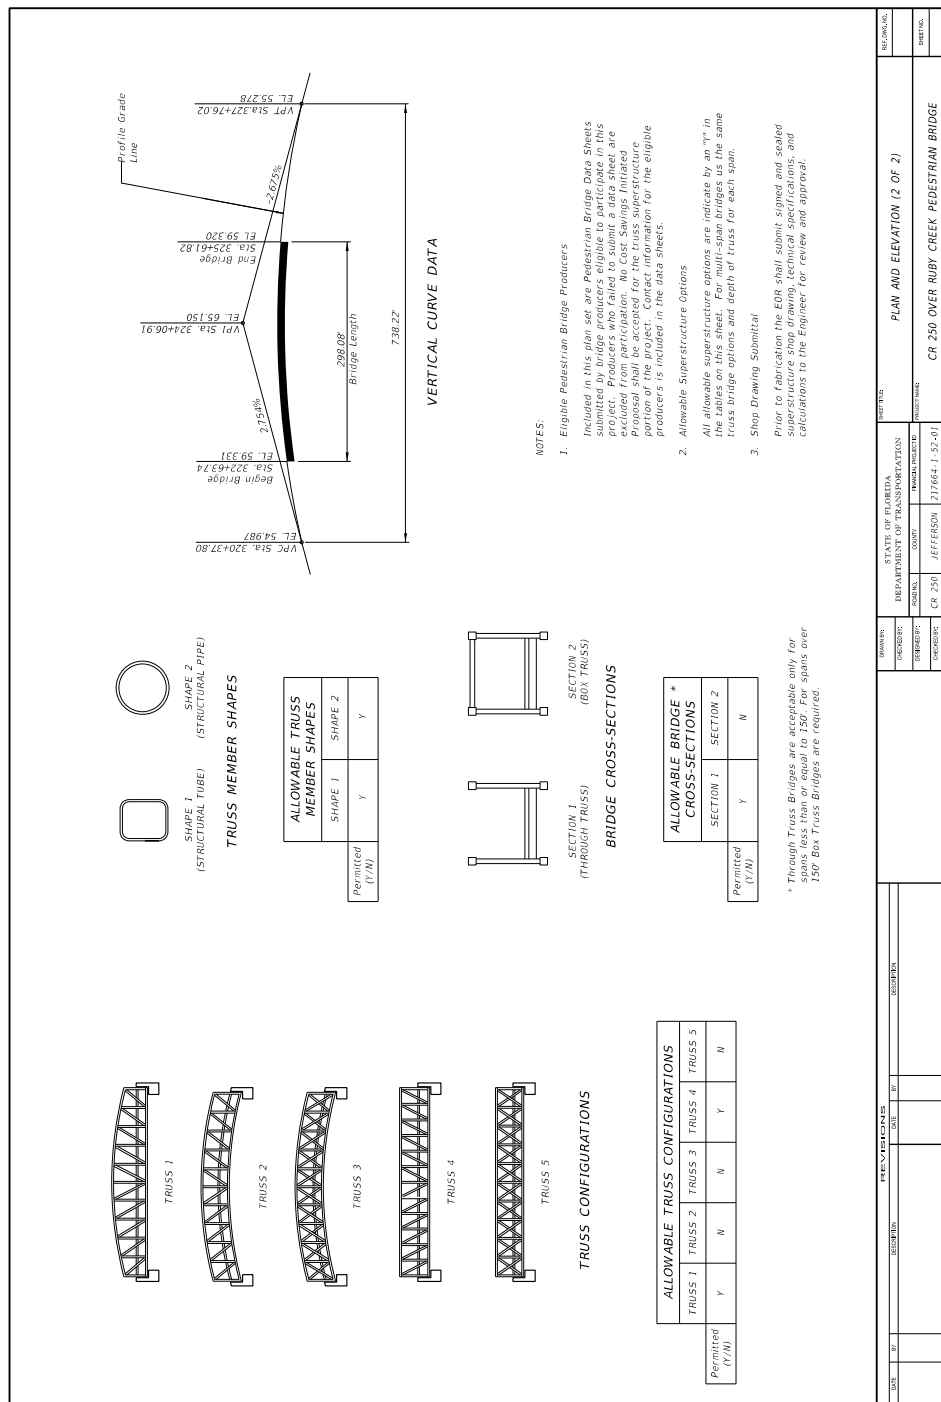 TRUSS 1
TRUSS 2
TRUSS 3
TRUSS 4
TRUSS 5
TRUSS CONFIGURATIONS
ALLOWABLE TRUSS CONFIGURATIONS
TRUSS 1 TRUSS 2 TRUSS 3 TRUSS 4 TRUSS 5
Permitted
(Y/N)
Y N N Y N
SHAPE 1
(STRUCTURAL TUBE)
SHAPE 2
(STRUCTURAL PIPE)
TRUSS MEMBER SHAPES
ALLOWABLE TRUSS
MEMBER SHAPES
SHAPE 1 SHAPE 2
Permitted
(Y/N)
Y Y
SECTION 1
(THROUGH TRUSS)
SECTION 2
(BOX TRUSS)
BRIDGE CROSS-SECTIONS
ALLOWABLE BRIDGE *
CROSS-SECTIONS
SECTION 1 SECTION 2
Permitted
(Y/N)
Y N
* Through Truss Bridges are acceptable only for
spans less than or equal to 150'. For spans over
150' Box Truss Bridges are required.
VPC Sta. 320+37.80
EL. 54.987
Begin Bridge
Sta. 322+63.74
EL. 59.331
2.754%
VPI Sta. 324+06.91
EL. 65.150
End Bridge
Sta. 325+61.82
EL 59.320
-2.675%
Profile Grade
Line
VPT Sta.327+76.02
EL. 55.278
298.08'
Bridge Length
738.22'
VERTICAL CURVE DATA
NOTES:
1. Eligible Pedestrian Bridge Producers
Included in this plan set are Pedestrian Bridge Data Sheets
submitted by bridge producers eligible to participate in this
project. Producers who failed to submit a data sheet are
excluded from participation. No Cost Savings Initiated
Proposal shall be accepted for the truss superstructure
portion of the project. Contact information for the eligible
producers is included in the data sheets.
2. Allowable Superstructure Options
All allowable superstructure options are indicate by an "Y" in
the tables on this sheet. For multi-span bridges us the same
truss bridge options and depth of truss for each span.
3. Shop Drawing Submittal
Prior to fabrication the EOR shall submit signed and sealed
superstructure shop drawing, technical specifications, and
calculations to the Engineer for review and approval.
REVISIONS
DATE BY DESCRIPTION DATE BY DESCRIPTION
DRAWN BY:
CHECKED BY:
DESIGNED BY:
CHECKED BY:
STATE OF FLORIDA
DEPARTMENT OF TRANSPORTATION
ROAD NO. COUNTY FINANCIAL PROJECT ID
CR 250 JEFFERSON 217664-1-52-01
SHEET TITLE:
PLAN AND ELEVATION (2 OF 2)
PROJECT NAME:
CR 250 OVER RUBY CREEK PEDESTRIAN BRIDGE
REF. DWG. NO.
SHEET NO.